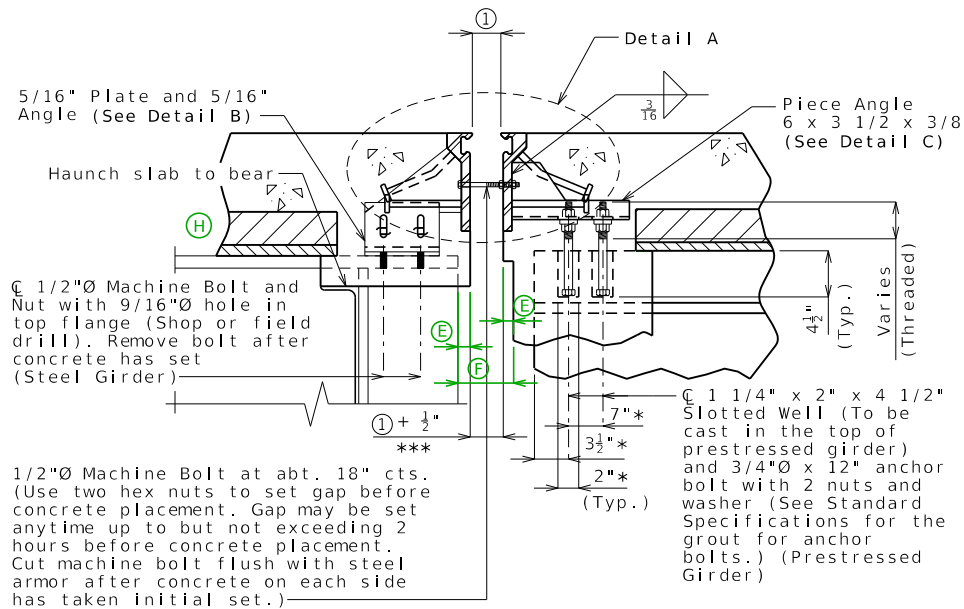 ①
Detail A
3/16
5/16" Plate and 5/16"
Angle (See Detail B)
Piece Angle
6 x 3 1/2 x 3/8
(See Detail C)
Haunch slab to bear
Ⓗ
℄ 1/2"Ø Machine Bolt and
Nut with 9/16"Ø hole in
top flange (Shop or field
drill). Remove bolt after
concrete has set
(Steel Girder)
Ⓔ
Ⓔ
Ⓕ
4 1/2"
(Typ.)
Varies
(Threaded)
① + 1/2"
***
7"*
3 1/2"*
2"*
(Typ.)
℄ 1 1/4" x 2" x 4 1/2"
Slotted Well (To be
cast in the top of
prestressed girder)
and 3/4"Ø x 12" anchor
bolt with 2 nuts and
washer (See Standard
Specifications for the
grout for anchor
bolts.) (Prestressed
Girder)
1/2"Ø Machine Bolt at abt. 18" cts.
(Use two hex nuts to set gap before
concrete placement. Gap may be set
anytime up to but not exceeding 2
hours before concrete placement.
Cut machine bolt flush with steel
armor after concrete on each side
has taken initial set.)